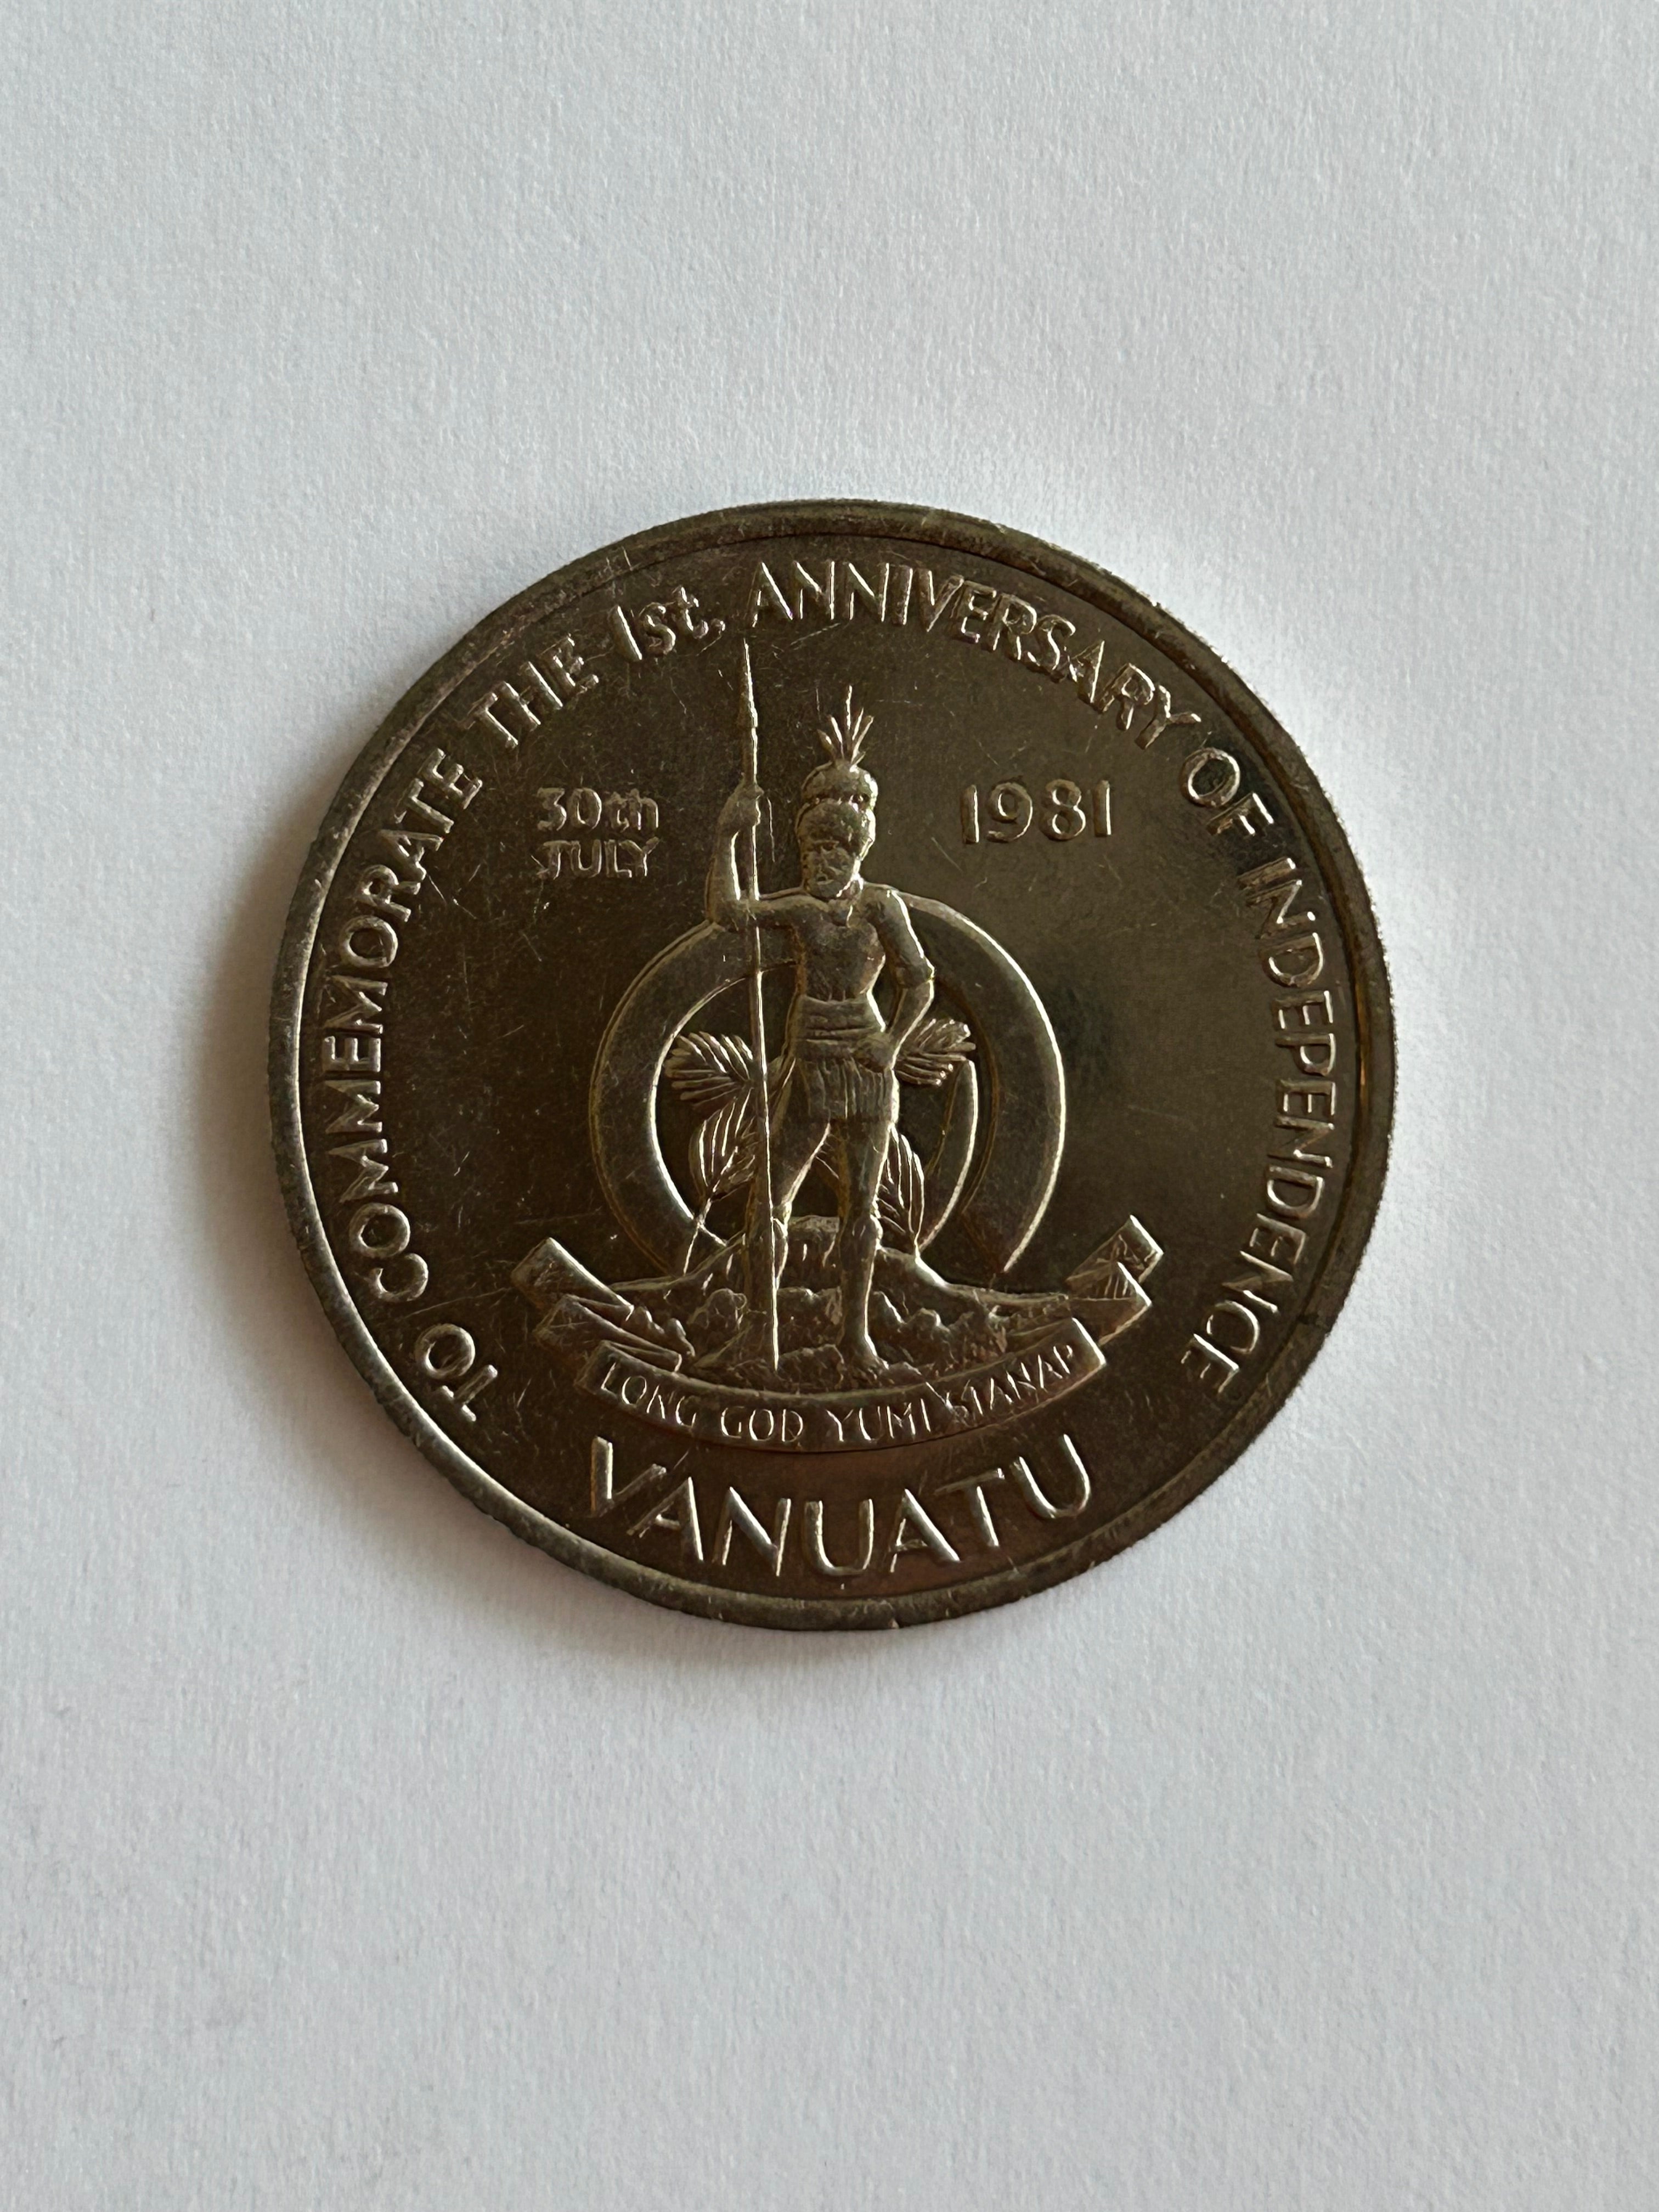 TO COMMEMORATE THE 1st. ANNIVERSARY OF INDEPENDENCE
30th
JULY
1981
LONG GOD YUMI STANAP
VANUATU